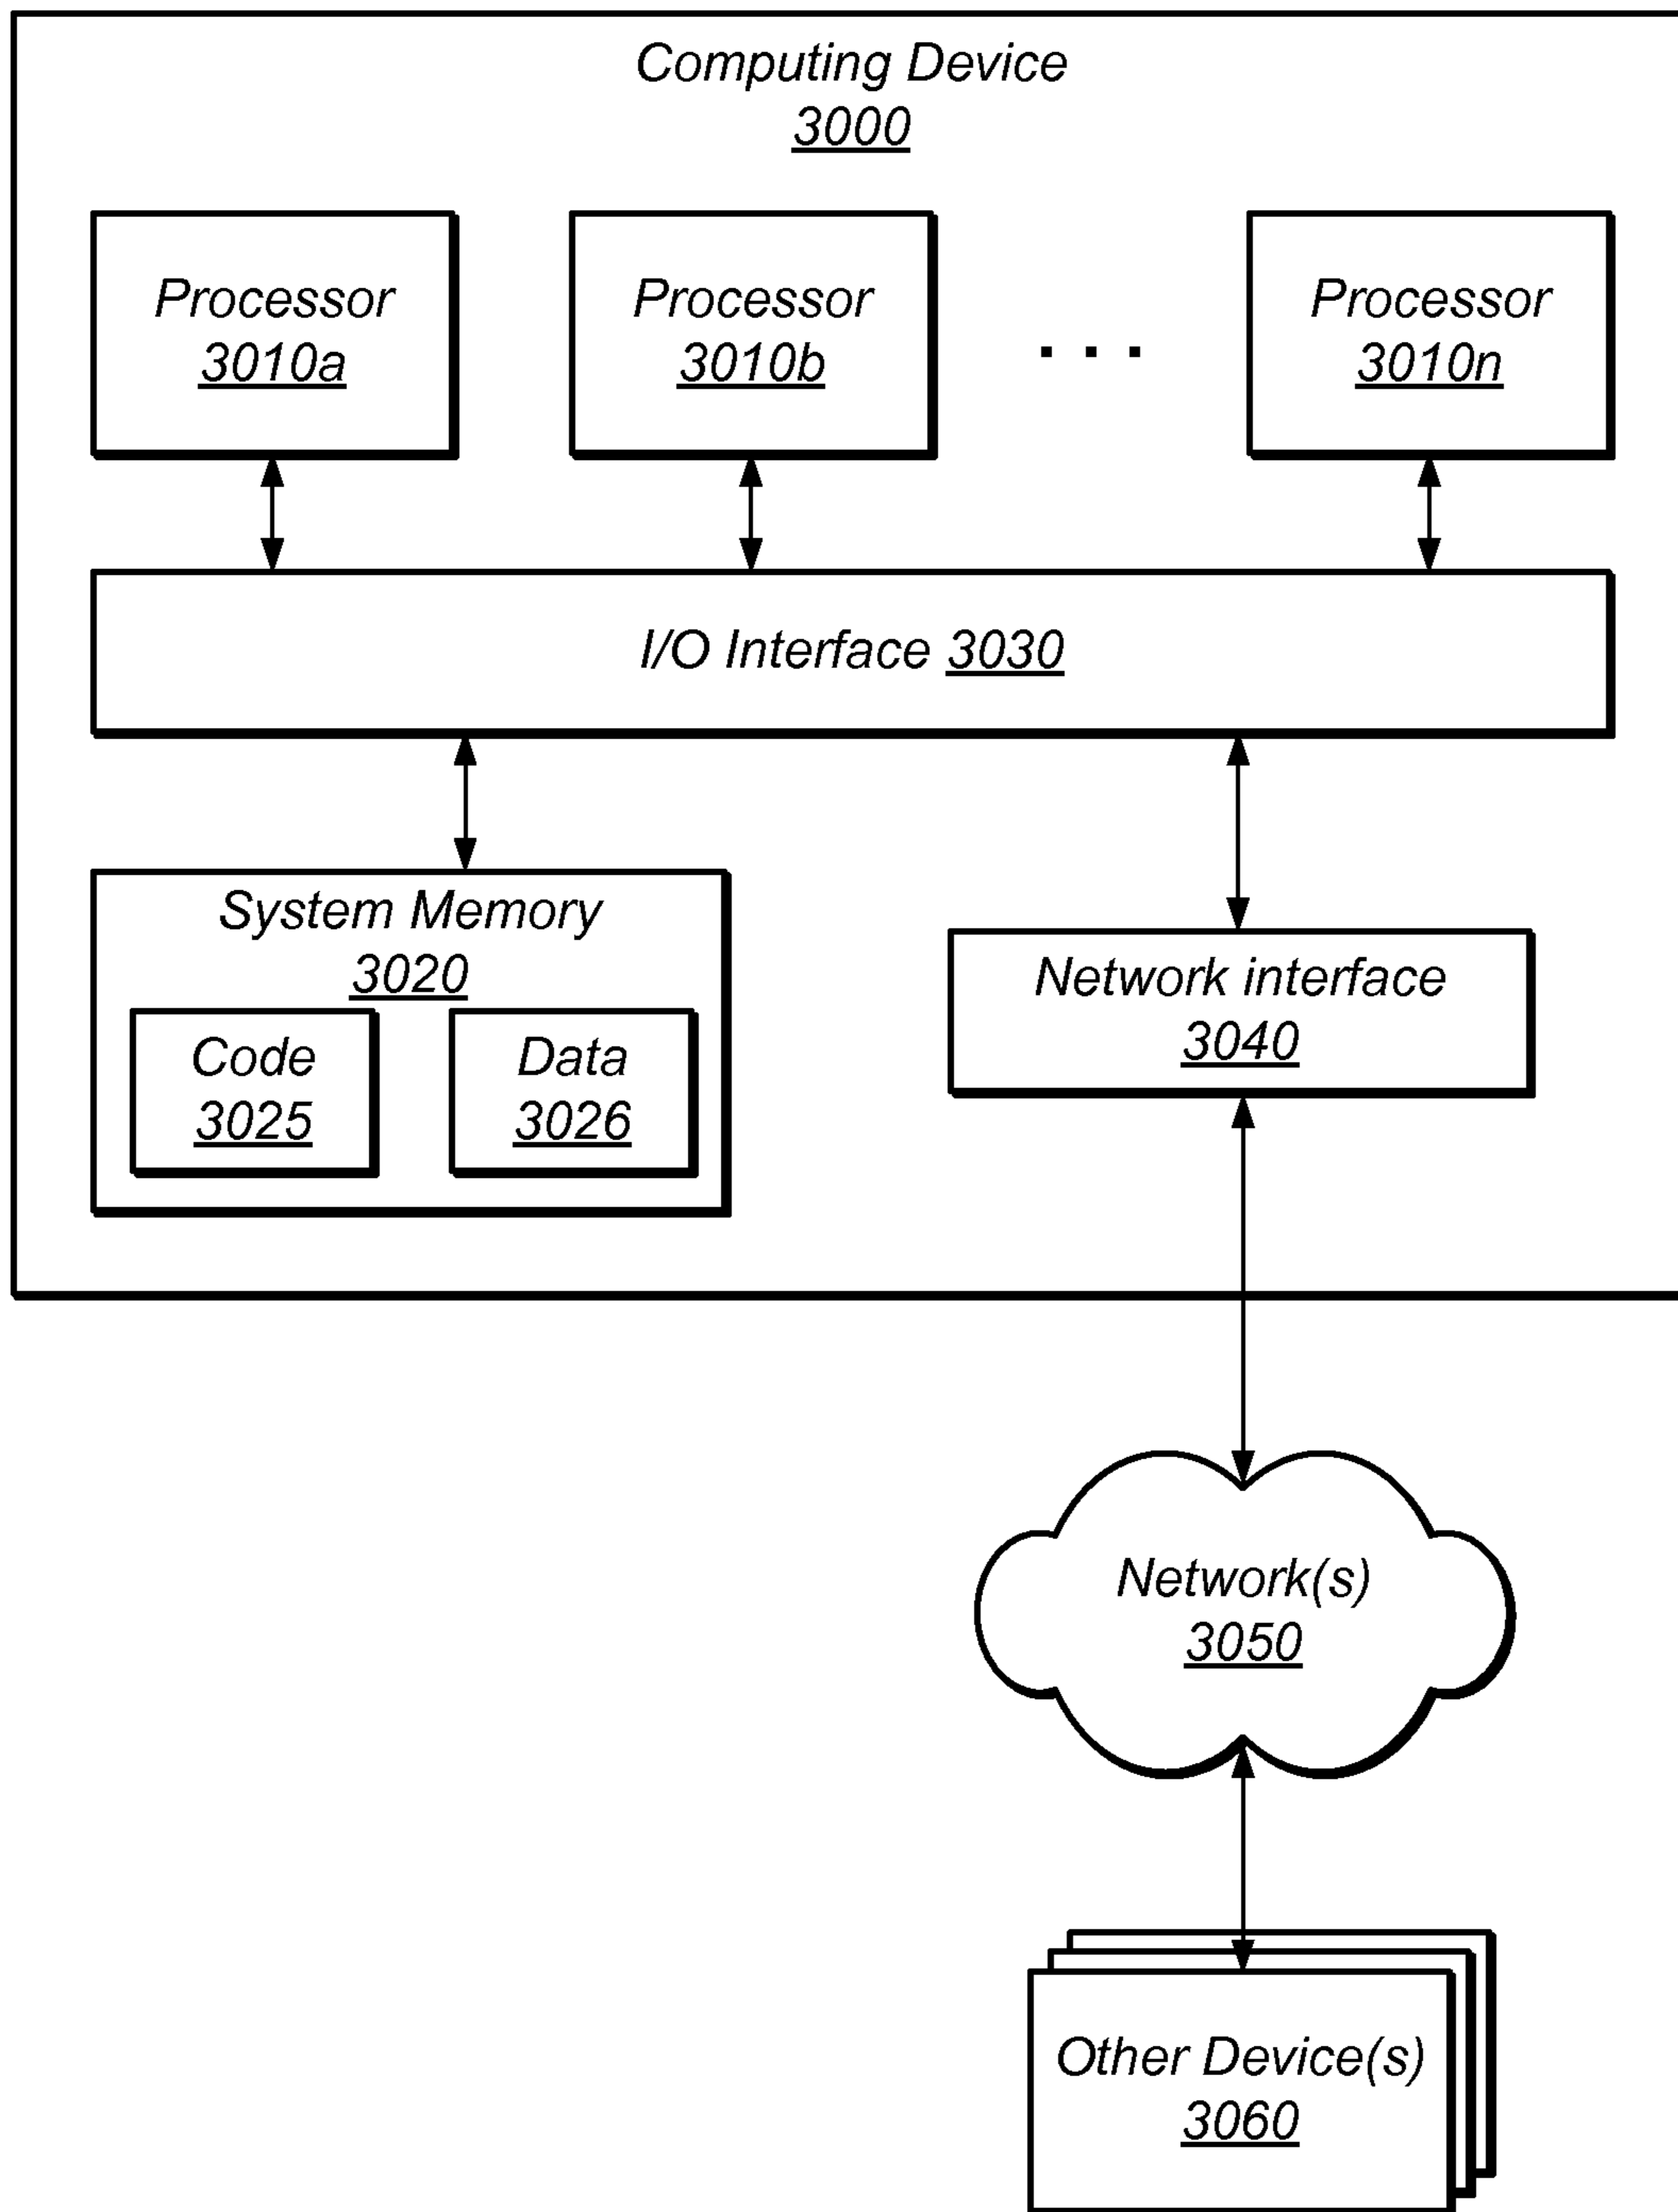 Computing Device
3000
Processor
3010a
Processor
3010b
. . .
Processor
3010n
I/O Interface 3030
System Memory
3020
Code
3025
Data
3026
Network interface
3040
Network(s)
3050
Other Device(s)
3060